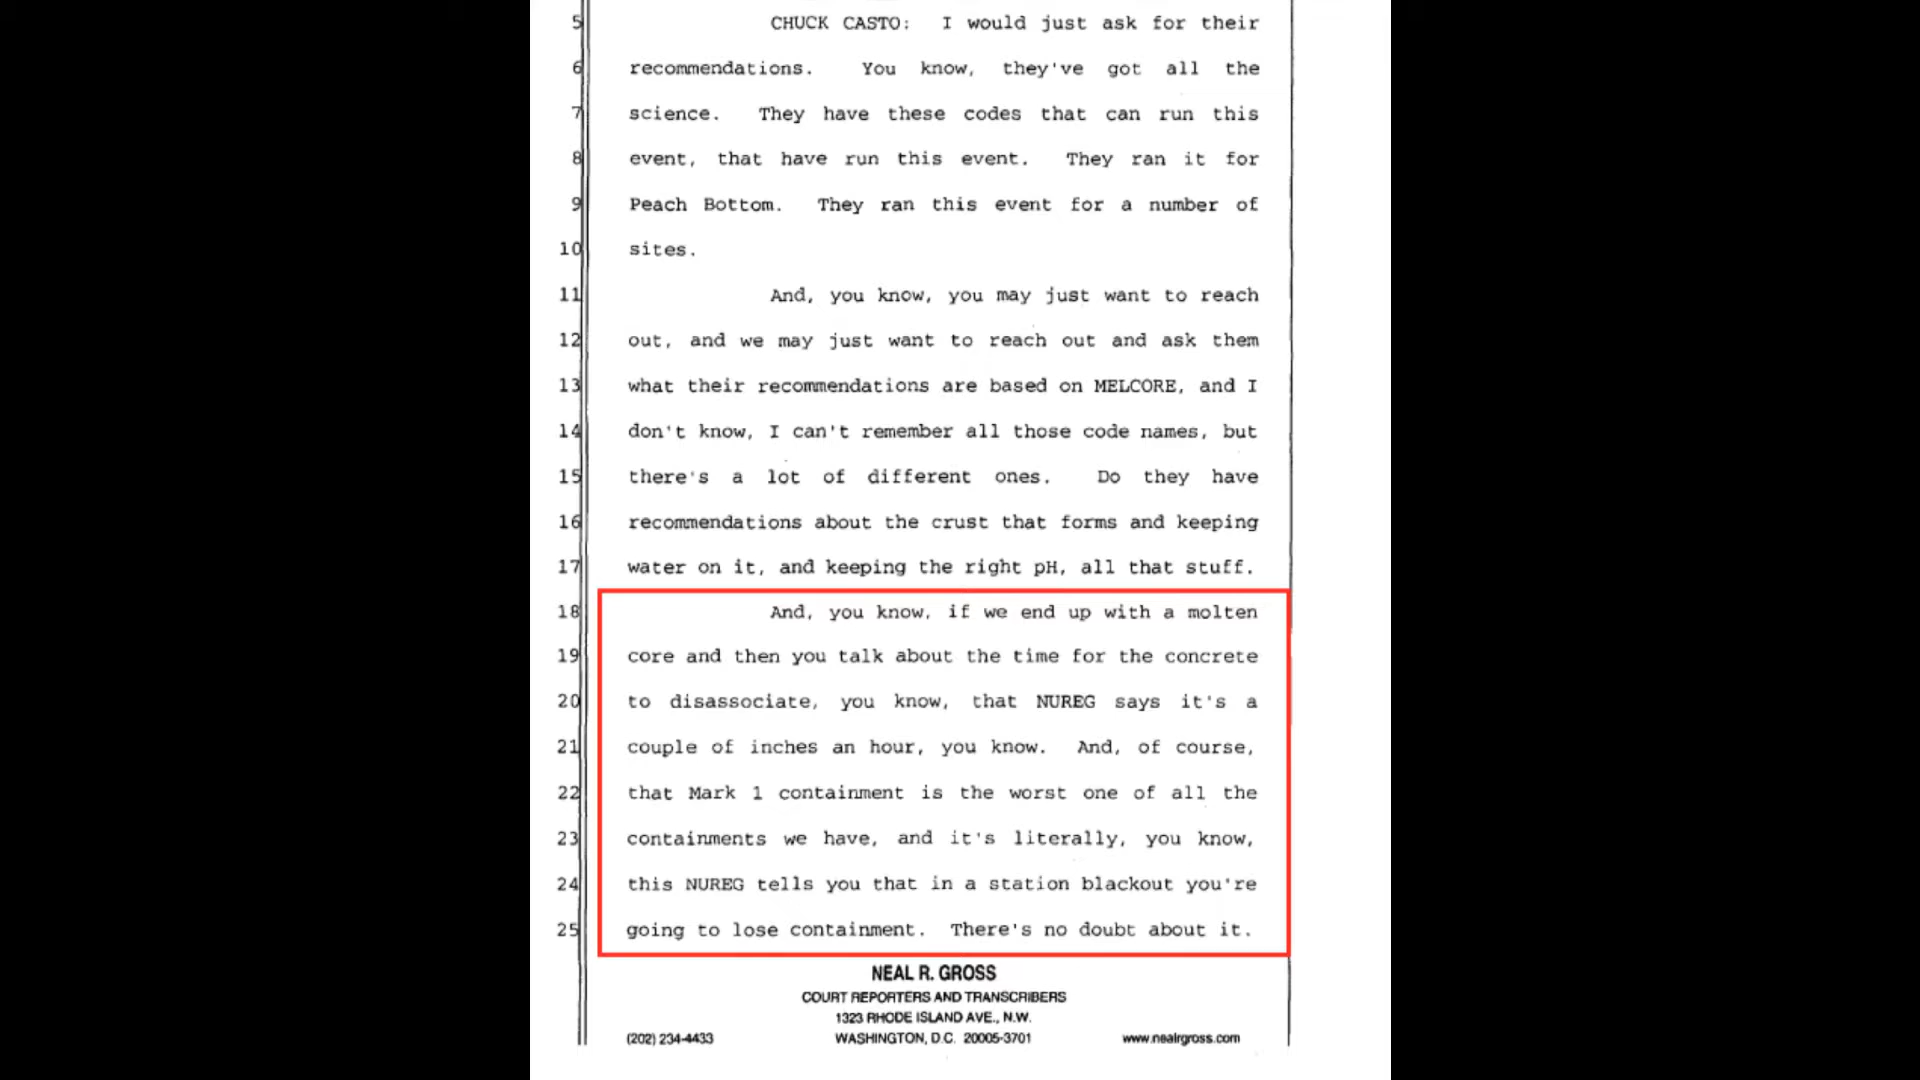 5 CHUCK CASTO: I would just ask for their
6 recommendations. You know, they've got all the
7 science. They have these codes that can run this
8 event, that have run this event. They ran it for
9 Peach Bottom. They ran this event for a number of
10 sites.
11 And, you know, you may just want to reach
12 out, and we may just want to reach out and ask them
13 what their recommendations are based on MELCORE, and I
14 don't know, I can't remember all those code names, but
15 there's a lot of different ones. Do they have
16 recommendations about the crust that forms and keeping
17 water on it, and keeping the right pH, all that stuff.
18 And, you know, if we end up with a molten
19 core and then you talk about the time for the concrete
20 to disassociate, you know, that NUREG says it's a
21 couple of inches an hour, you know. And, of course,
22 that Mark 1 containment is the worst one of all the
23 containments we have, and it's literally, you know,
24 this NUREG tells you that in a station blackout you're
25 going to lose containment. There's no doubt about it.
NEAL R. GROSS
COURT REPORTERS AND TRANSCRIBERS
1323 RHODE ISLAND AVE., N.W.
(202) 234-4433 WASHINGTON, D.C. 20005-3701 www.nealrgross.com